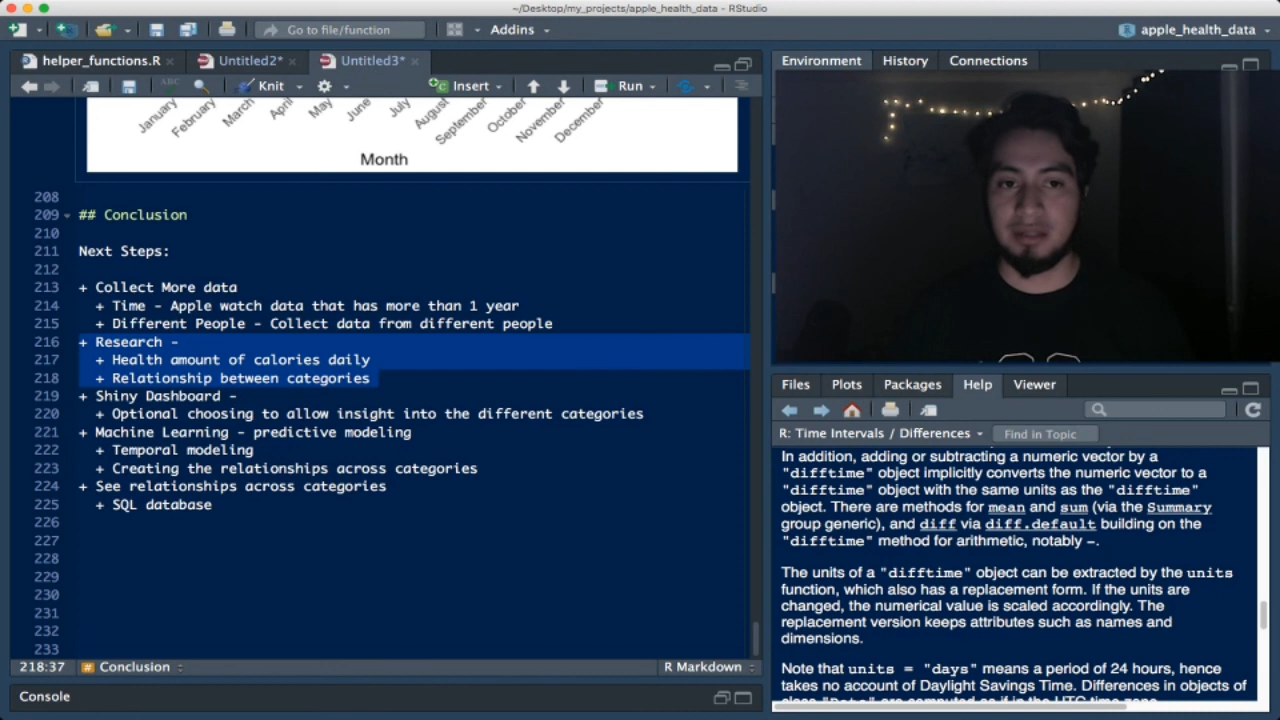 ~/Desktop/my_projects/apple_health_data - RStudio
Go to file/function
Addins
apple_health_data
helper_functions.R
Untitled2*
Untitled3*
Environment
History
Connections
ABC
Knit
Insert
Run
January
February
March
April
May
June
July
August
September
October
November
December
Month
208
209 ## Conclusion
210
211 Next Steps:
212
213 + Collect More data
214 + Time - Apple watch data that has more than 1 year
215 + Different People - Collect data from different people
216 + Research -
217 + Health amount of calories daily
218 + Relationship between categories
219 + Shiny Dashboard -
220 + Optional choosing to allow insight into the different categories
221 + Machine Learning - predictive modeling
222 + Temporal modeling
223 + Creating the relationships across categories
224 + See relationships across categories
225 + SQL database
226
227
228
229
230
231
232
233
218:37 # Conclusion
R Markdown
Console
Files
Plots
Packages
Help
Viewer
R: Time Intervals / Differences
Find in Topic
In addition, adding or subtracting a numeric vector by a
"difftime" object implicitly converts the numeric vector to a
"difftime" object with the same units as the "difftime"
object. There are methods for mean and sum (via the Summary
group generic), and diff via diff.default building on the
"difftime" method for arithmetic, notably -.
The units of a "difftime" object can be extracted by the units
function, which also has a replacement form. If the units are
changed, the numerical value is scaled accordingly. The
replacement version keeps attributes such as names and
dimensions.
Note that units = "days" means a period of 24 hours, hence
takes no account of Daylight Savings Time. Differences in objects of
class "Date" are computed as if in the UTC time zone.